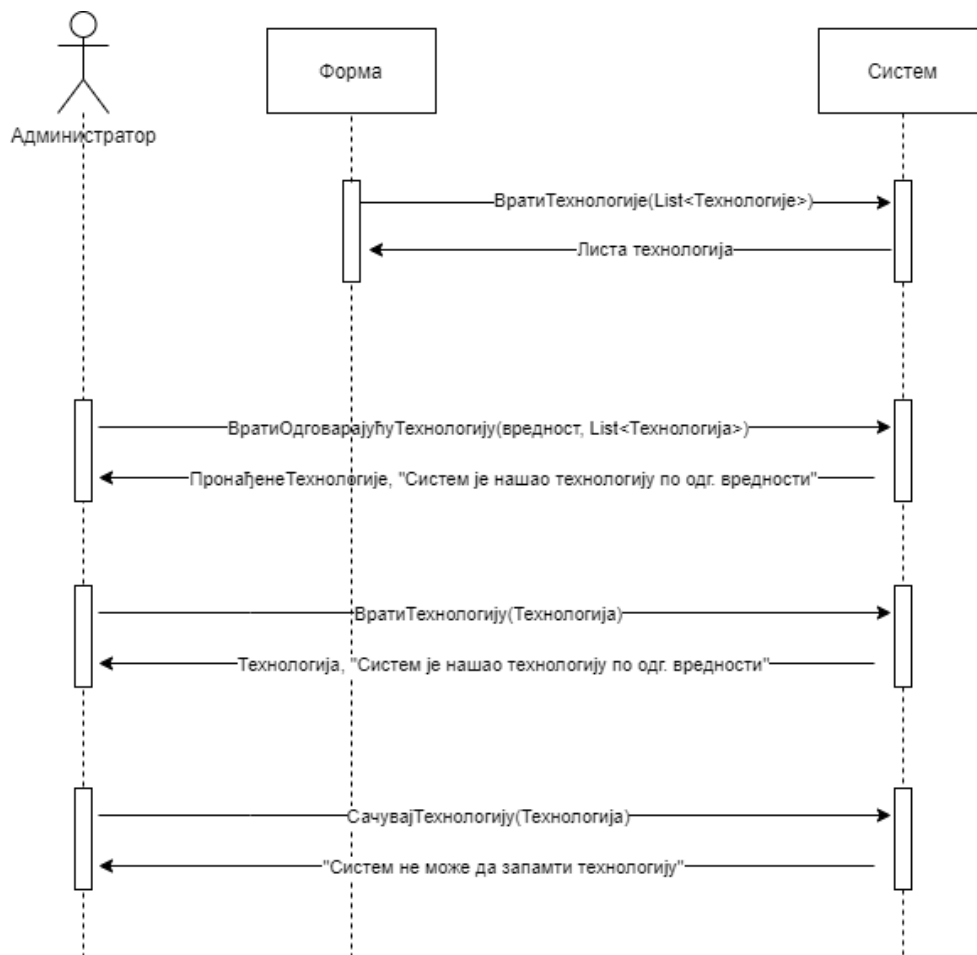 Форма
Систем
Администратор
ВратиТехнологије(List<Технологије>)
Листа технологија
ВратиОдговарајућуТехнологију(вредност, List<Технологија>)
ПронађенеТехнологије, "Систем је нашао технологију по одг. вредности"
ВратиТехнологију(Технологија)
Технологија, "Систем је нашао технологију по одг. вредности"
СачувајТехнологију(Технологија)
"Систем не може да запамти технологију"